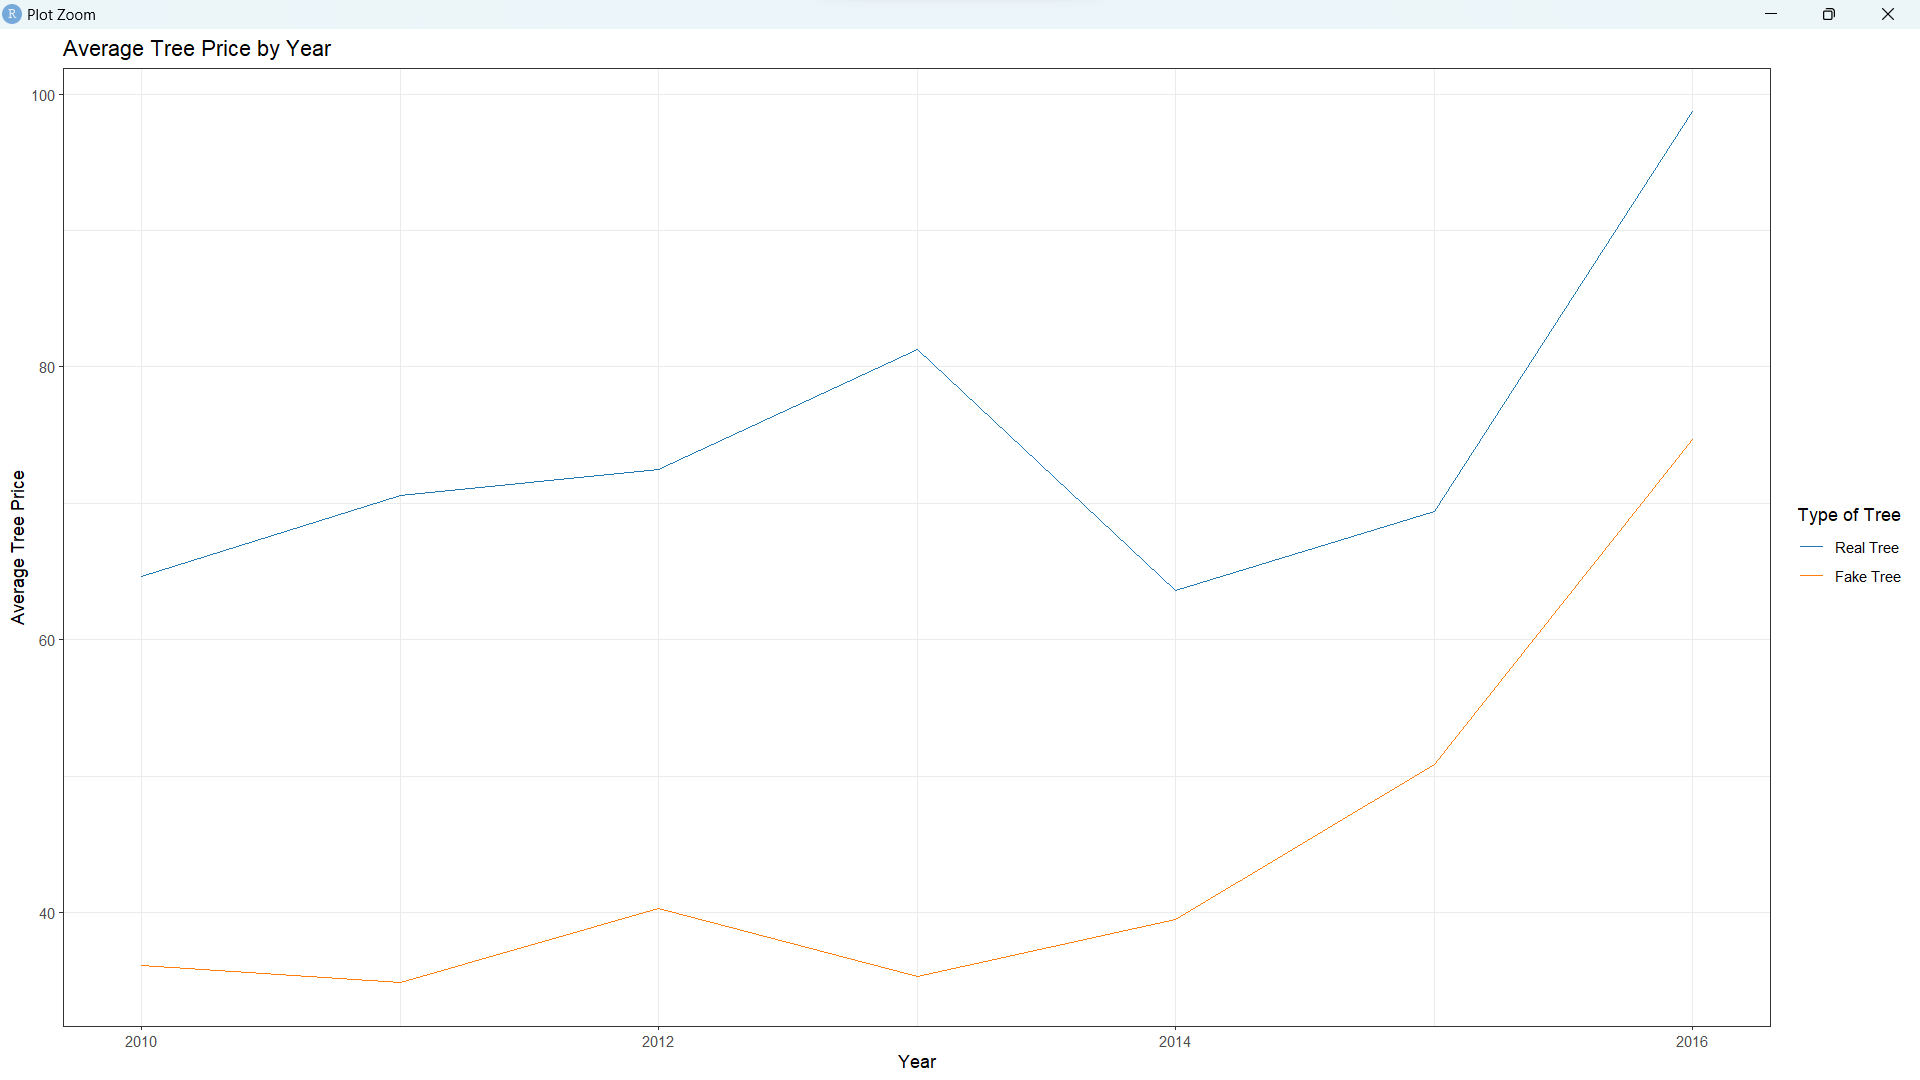 R Plot Zoom
Average Tree Price by Year
100
80
60
40
Average Tree Price
2010 2012 2014 2016
Year
Type of Tree
Real Tree
Fake Tree